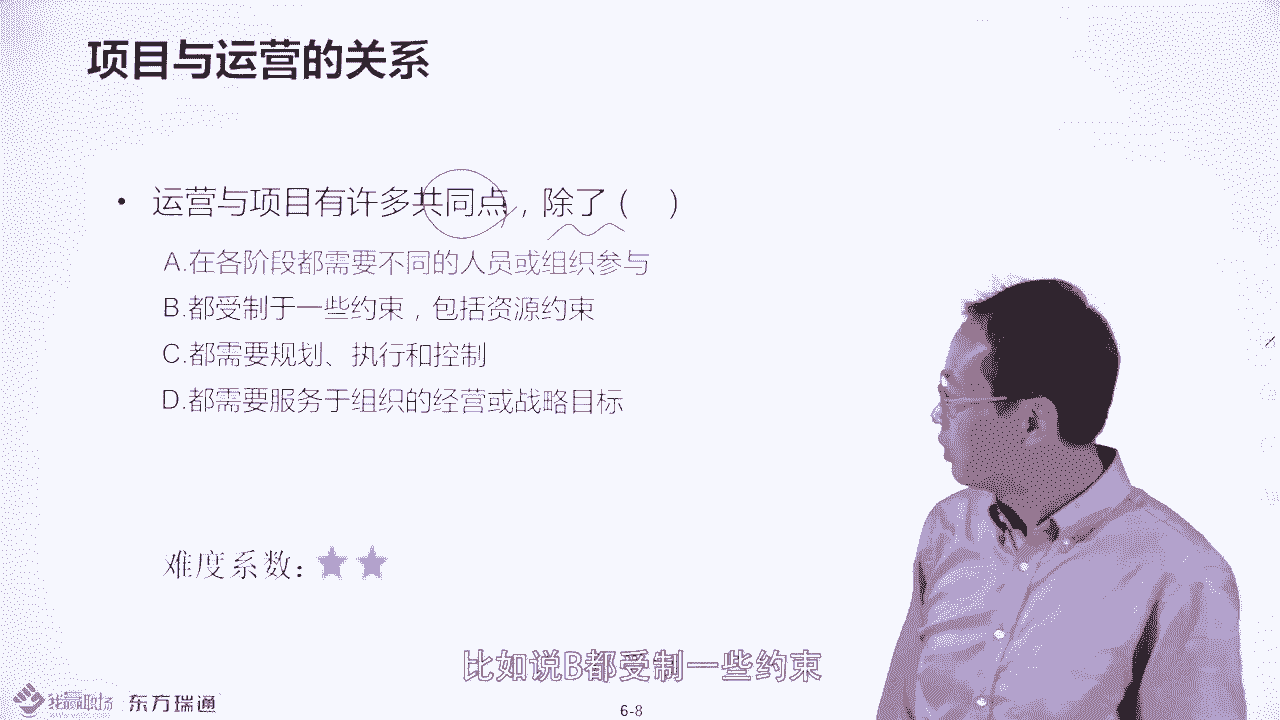 项目与运营的关系
• 运营与项目有许多共同点，除了（ ）
A.在各阶段都需要不同的人员或组织参与
B.都受制于一些约束，包括资源约束
C.都需要规划、执行和控制
D.都需要服务于组织的经营或战略目标
难度系数：★★
比如说B都受制一些约束
东方瑞通
6-8